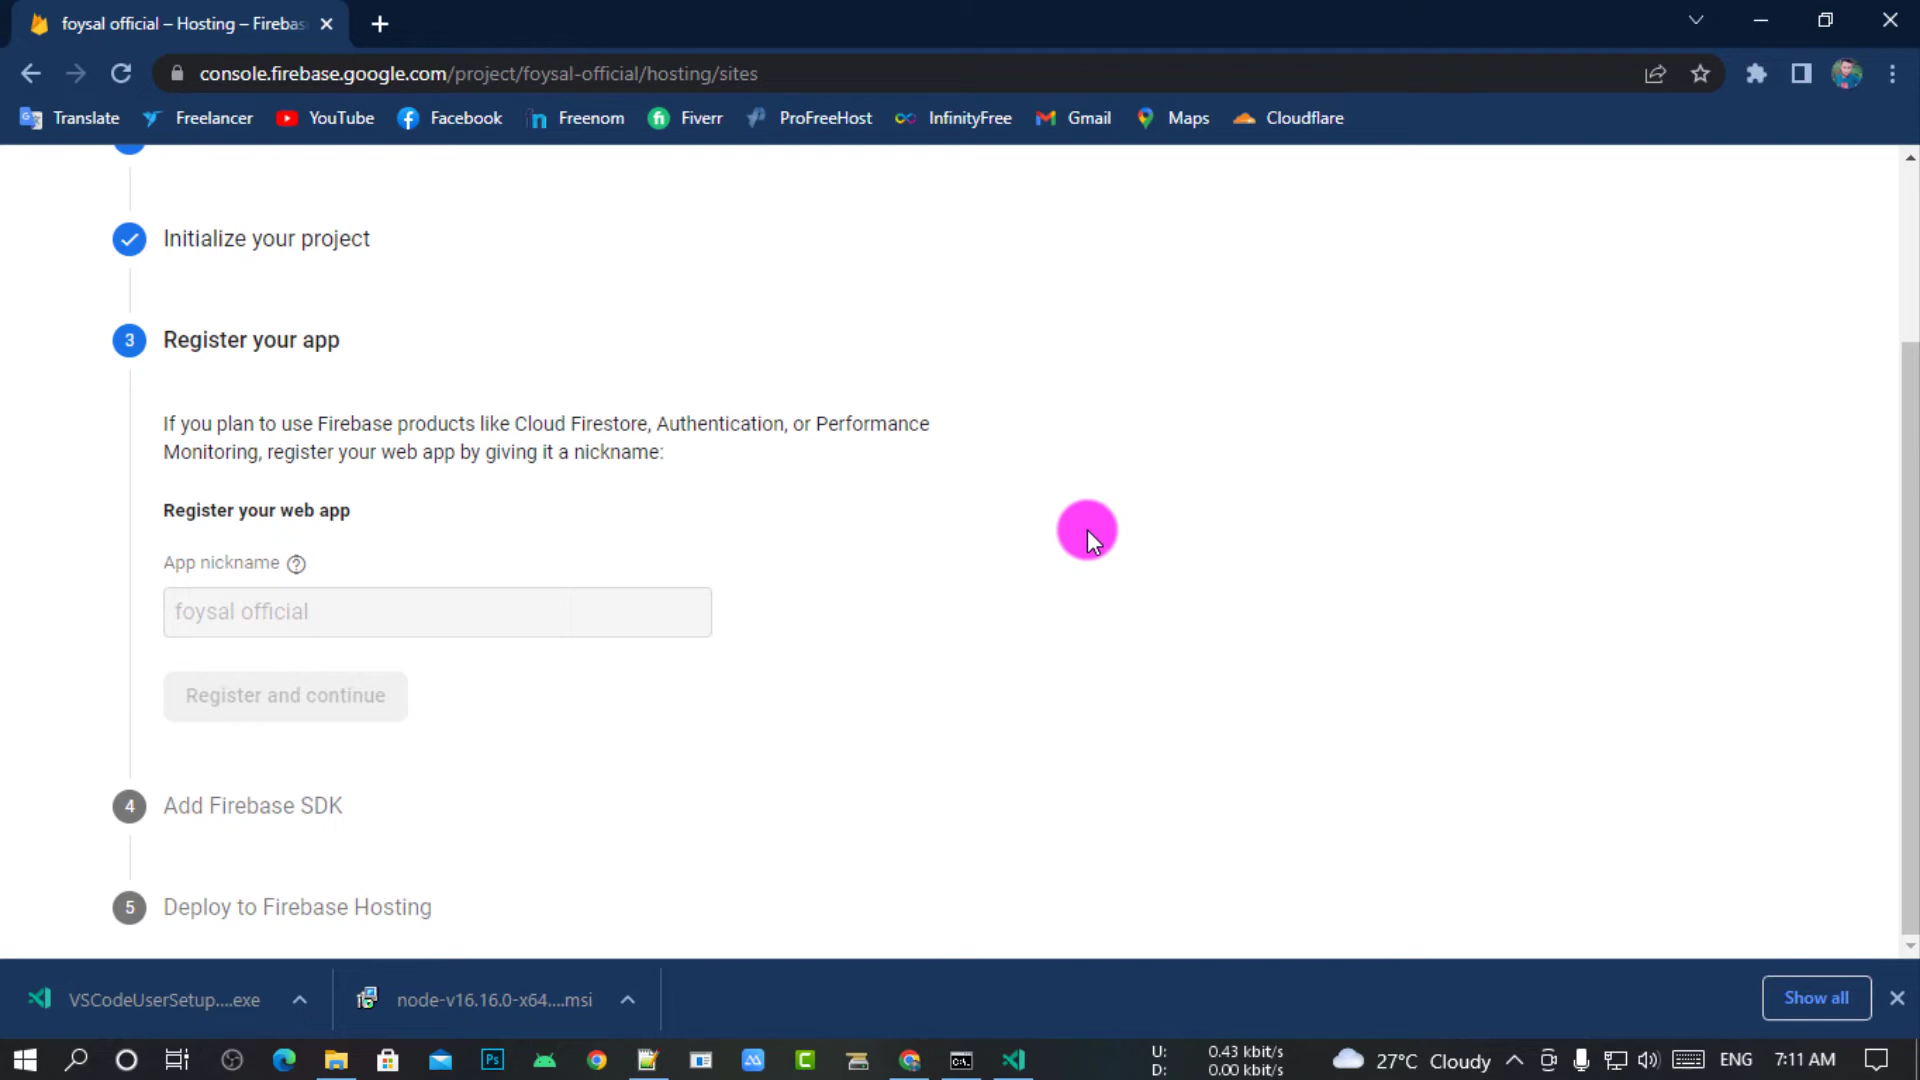 foysal official – Hosting – Firebas
console.firebase.google.com/project/foysal-official/hosting/sites
Translate Freelancer YouTube Facebook Freenom Fiverr ProFreeHost InfinityFree Gmail Maps Cloudflare
Initialize your project
3 Register your app
If you plan to use Firebase products like Cloud Firestore, Authentication, or Performance
Monitoring, register your web app by giving it a nickname:
Register your web app
App nickname
foysal official
Register and continue
4 Add Firebase SDK
5 Deploy to Firebase Hosting
VSCodeUserSetup....exe node-v16.16.0-x64....msi Show all
U: 0.43 kbit/s
D: 0.00 kbit/s
27°C Cloudy ENG 7:11 AM